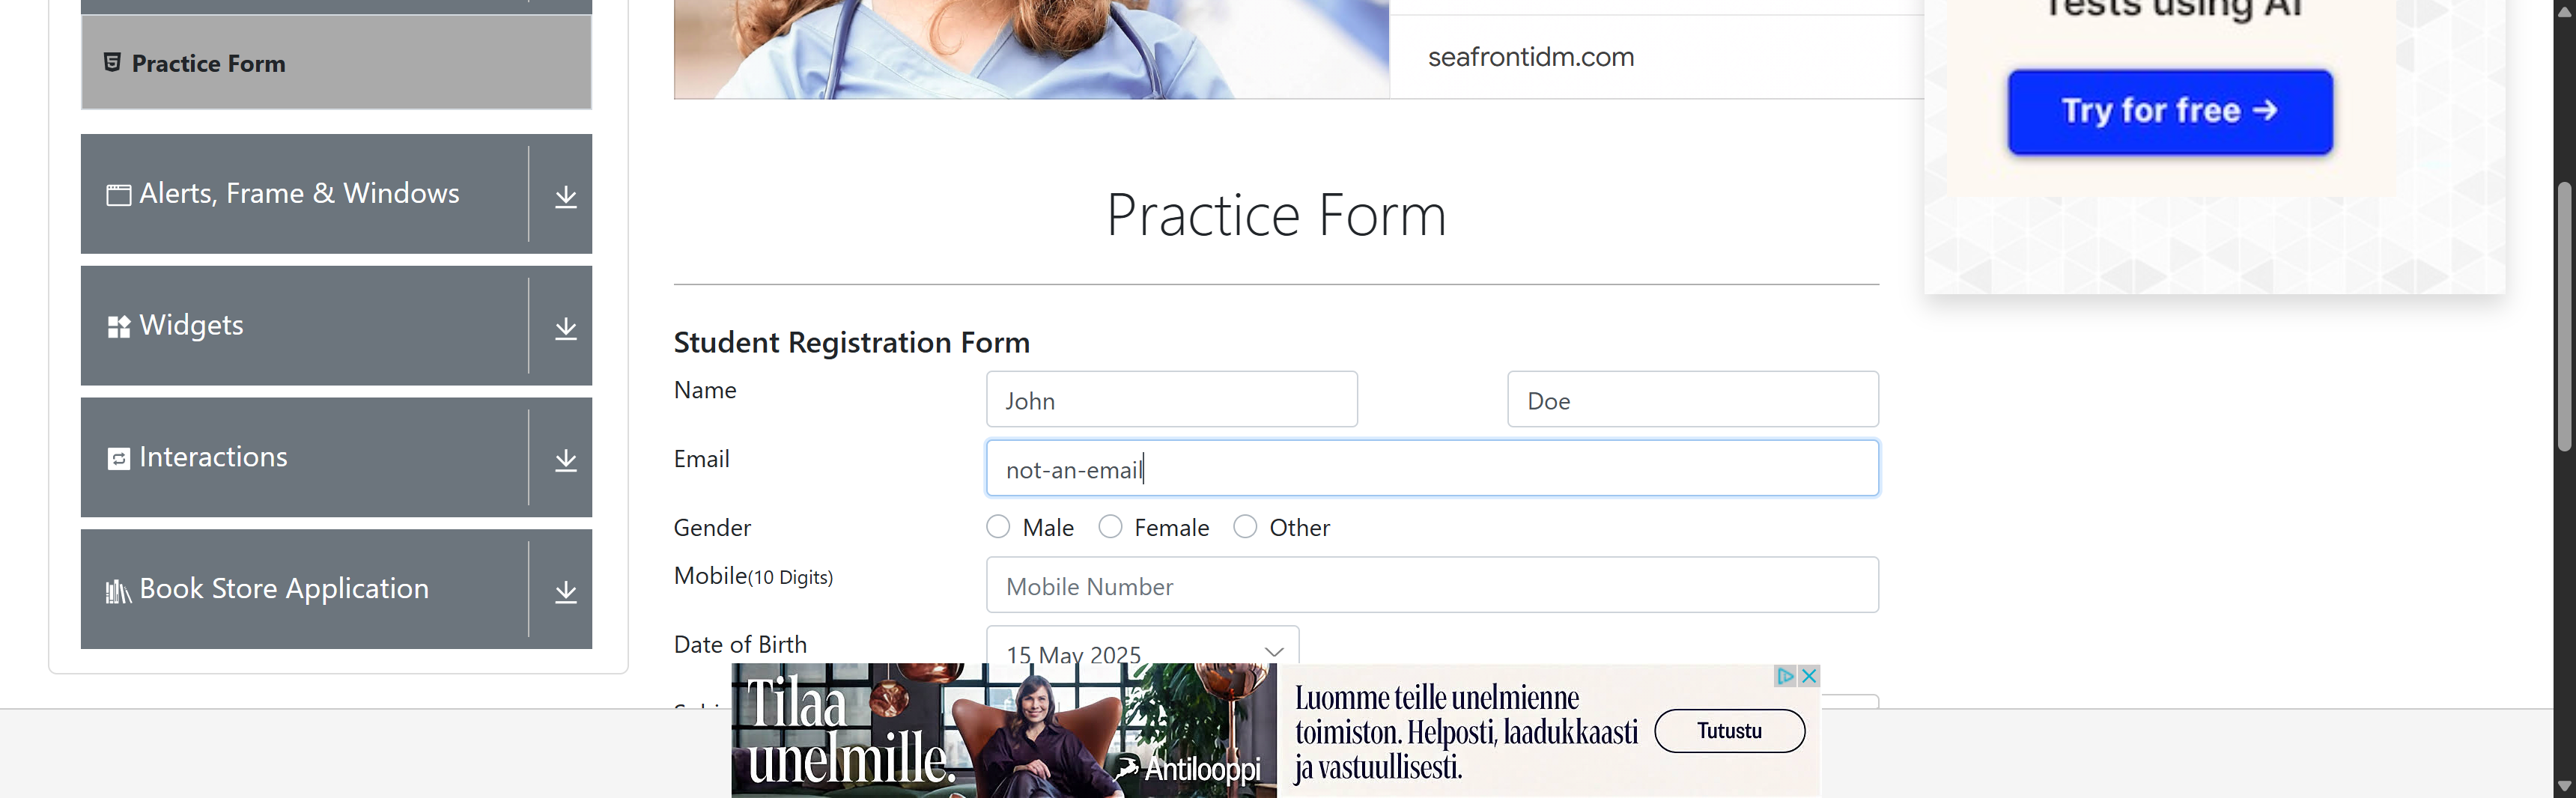 Practice Form
Alerts, Frame & Windows
Widgets
Interactions
Book Store Application
seafrontidm.com
Tests using AI
Try for free →
Practice Form
Student Registration Form
Name
John
Doe
Email
not-an-email
Gender
Male
Female
Other
Mobile(10 Digits)
Mobile Number
Date of Birth
15 May 2025
Tilaa
unelmille.
Antilooppi
Luomme teille unelmienne
toimiston. Helposti, laadukkaasti
ja vastuullisesti.
Tutustu